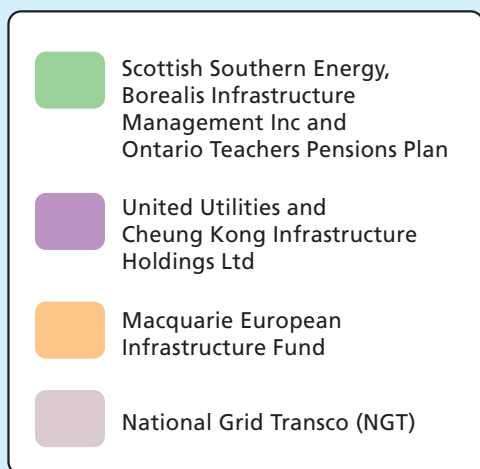 Scottish Southern Energy,
Borealis Infrastructure
Management Inc and
Ontario Teachers Pensions Plan
United Utilities and
Cheung Kong Infrastructure
Holdings Ltd
Macquarie European
Infrastructure Fund
National Grid Transco (NGT)